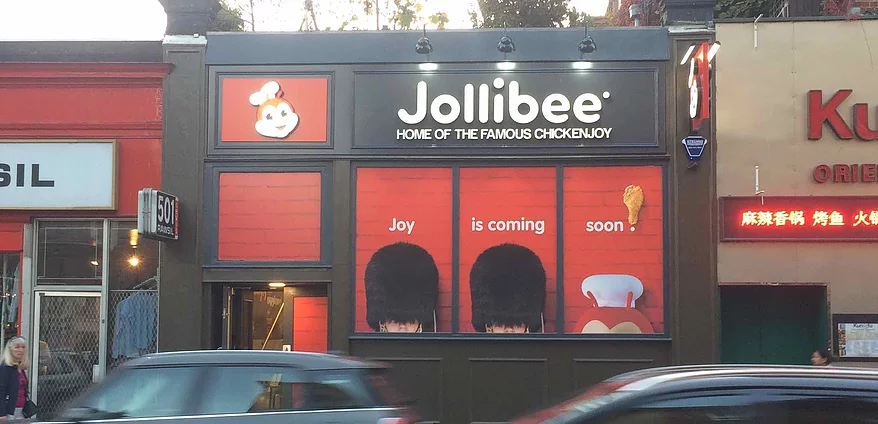 Jollibee
HOME OF THE FAMOUS CHICKENJOY
SIL
501
RAWSIL
Joy is coming soon
Ku
ORIE
麻辣香锅 烤鱼 火锅